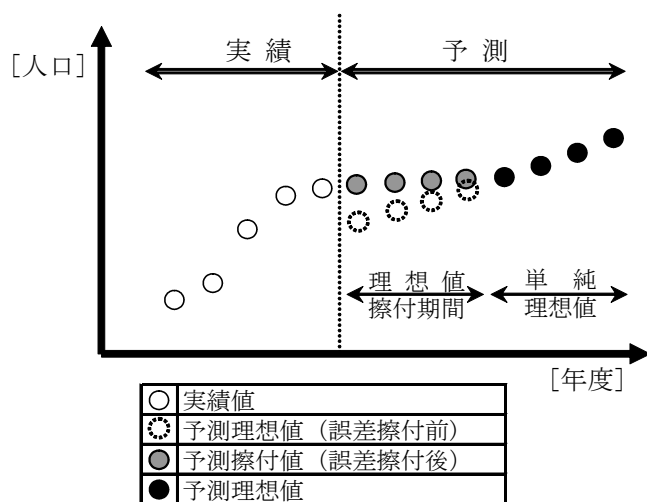 実 績
予 測
[人口]
理 想 値
擦付期間
単 純
理想値
[年度]
実績値
予測理想値（誤差擦付前）
予測擦付値（誤差擦付後）
予測理想値